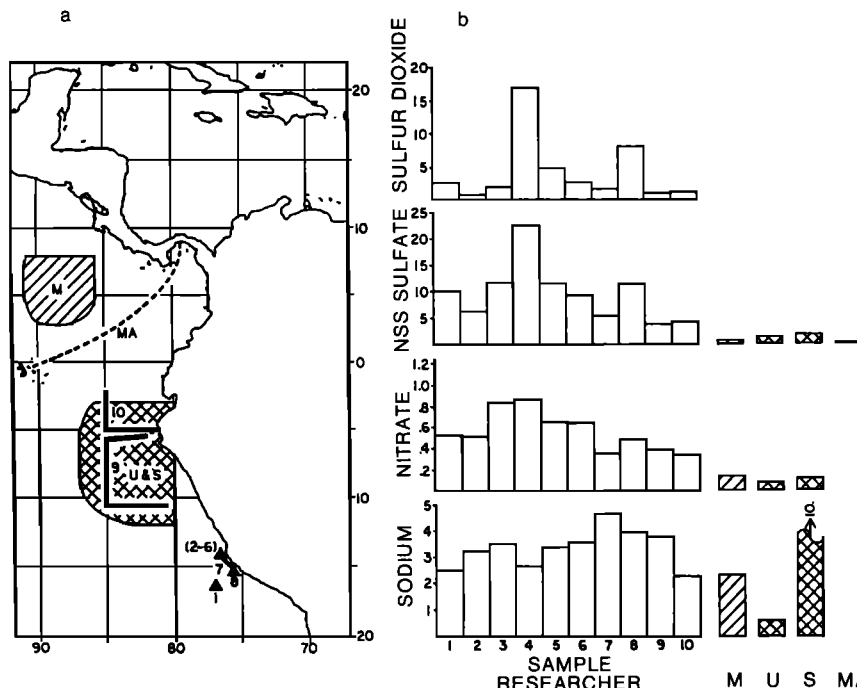 a
b
20
10
0
10
20
90
80
70
M
MA
10
9
U & S
(2-6)
7
8
1
SULFUR DIOXIDE
20
15
10
5
NSS SULFATE
25
20
15
10
5
NITRATE
1.2
1.0
.8
.6
.4
.2
SODIUM
5
4
3
2
1
10.
1 2 3 4 5 6 7 8 9 10
SAMPLE
RESEARCHER
M U S MA